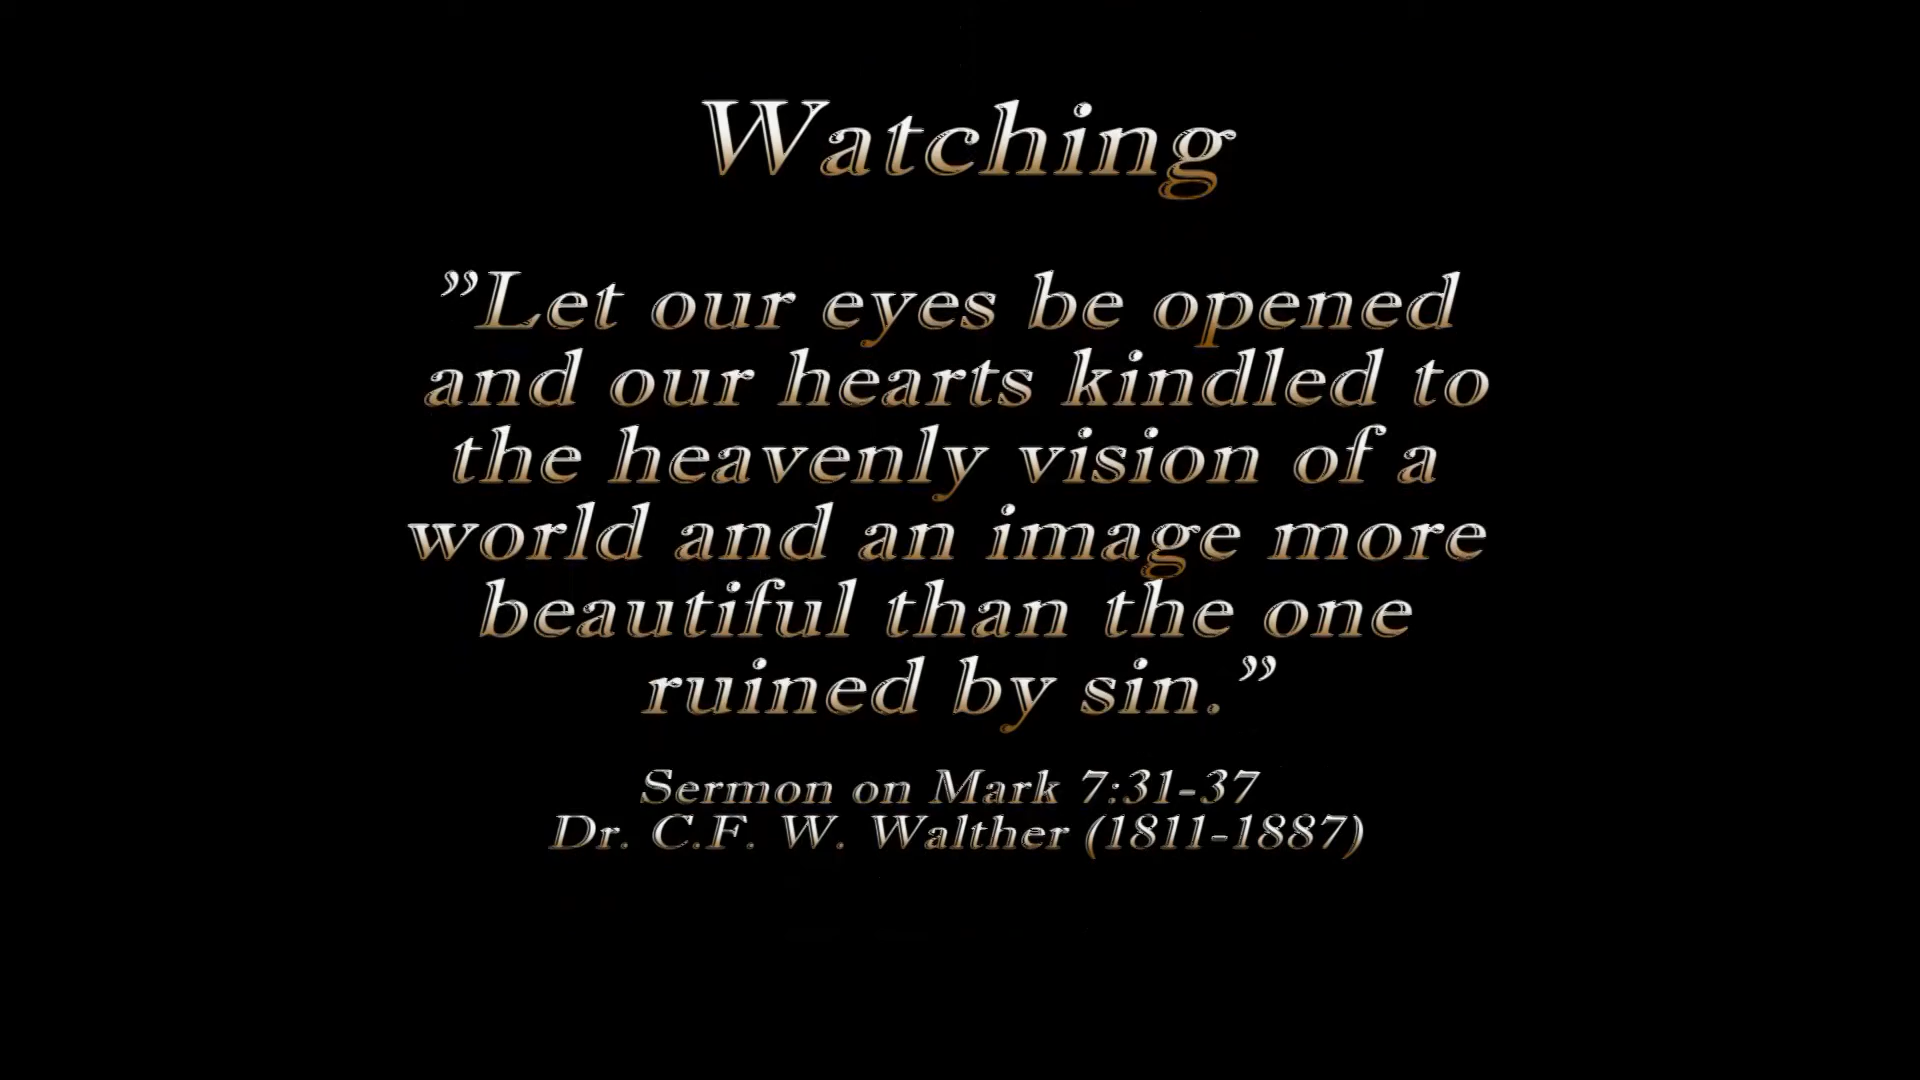 Watching
”Let our eyes be opened
and our hearts kindled to
the heavenly vision of a
world and an image more
beautiful than the one
ruined by sin.”
Sermon on Mark 7:31-37
Dr. C.F. W. Walther (1811-1887)